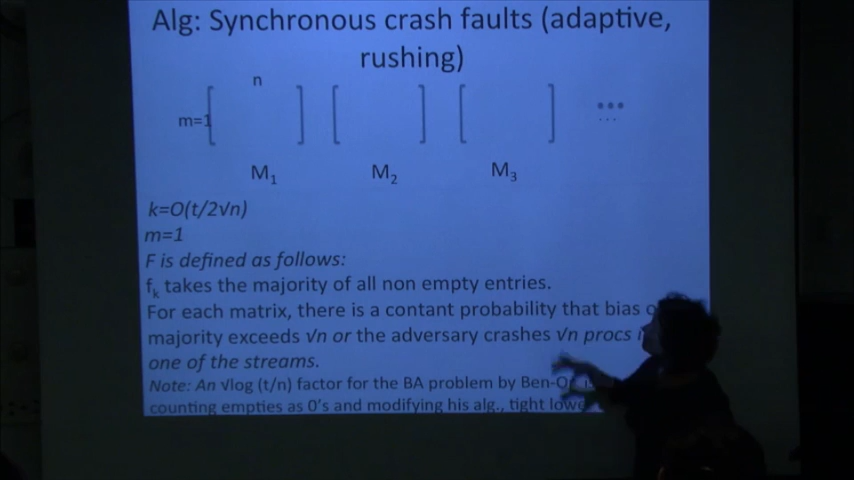 Alg: Synchronous crash faults (adaptive,
rushing)
n
m=1
M1 M2 M3
k=O(t/2√n)
m=1
F is defined as follows:
fk takes the majority of all non empty entries.
For each matrix, there is a contant probability that bias
majority exceeds √n or the adversary crashes √n procs
one of the streams.
Note: An √log (t/n) factor for the BA problem by
counting empties as 0's and modifying his alg., tight